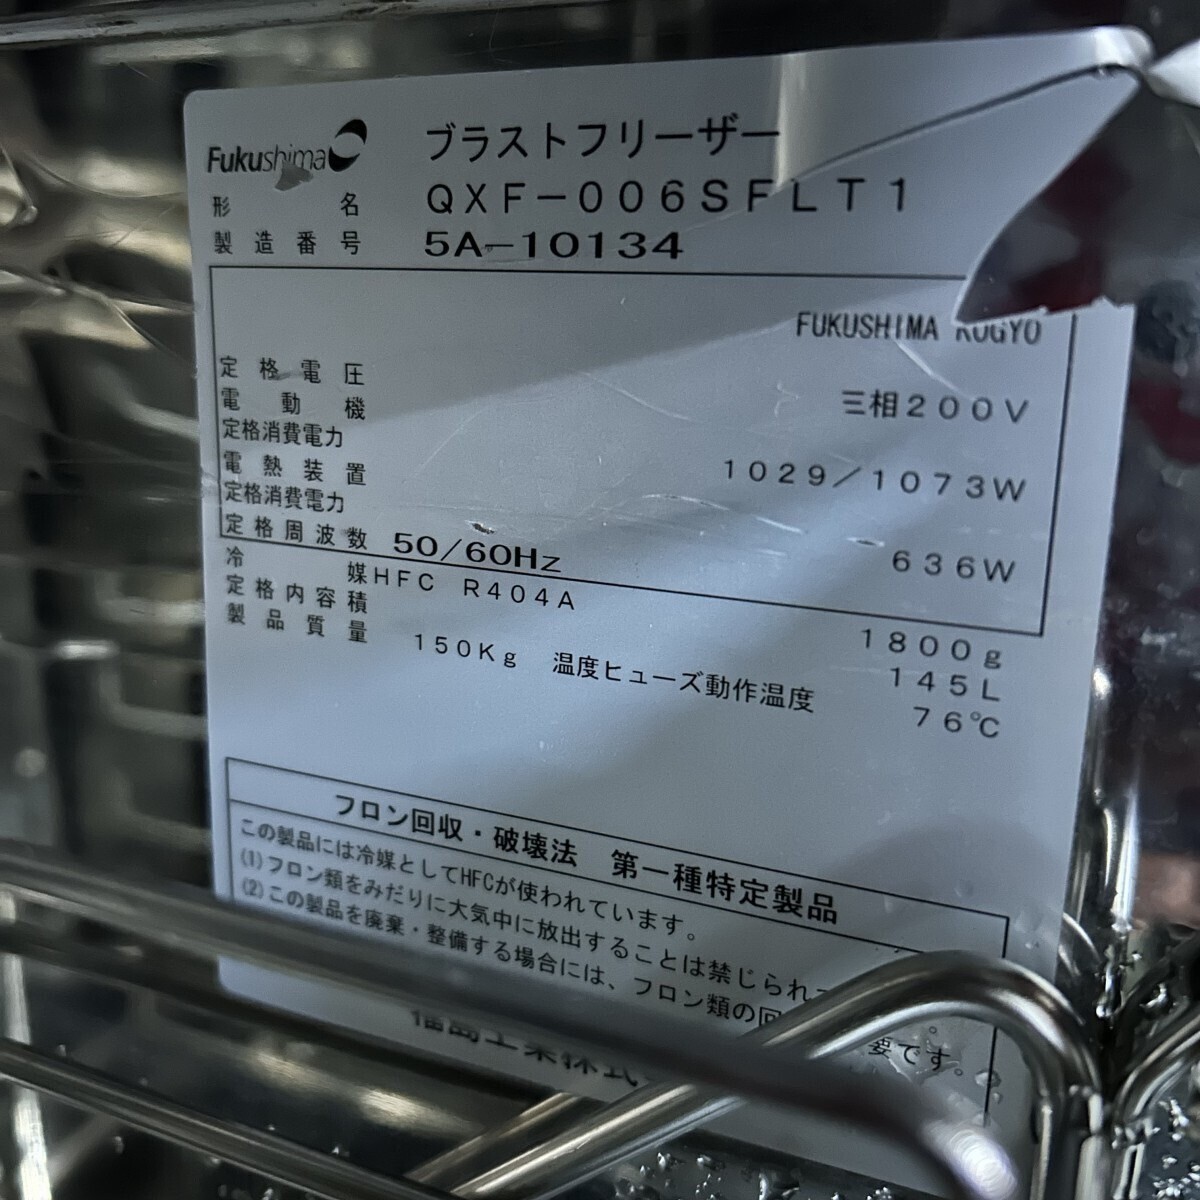 Fukushima ブラストフリーザー
形名 QXF-006SFLT1
製造番号 5A-10134
FUKUSHIMA KOGYO
定格電圧 三相200V
電動機
定格消費電力 1029/1073W
電熱装置
定格消費電力 636W
定格周波数 50/60Hz
冷媒 HFC R404A 1800g
定格内容積 145L
製品質量 150Kg 温度ヒューズ動作温度 76℃
フロン回収・破壊法 第一種特定製品
この製品には冷媒としてHFCが使われています。
(1)フロン類をみだりに大気中に放出することは禁じられ
(2)この製品を廃棄・整備する場合には、フロン類の回 要です。
福島工業株式